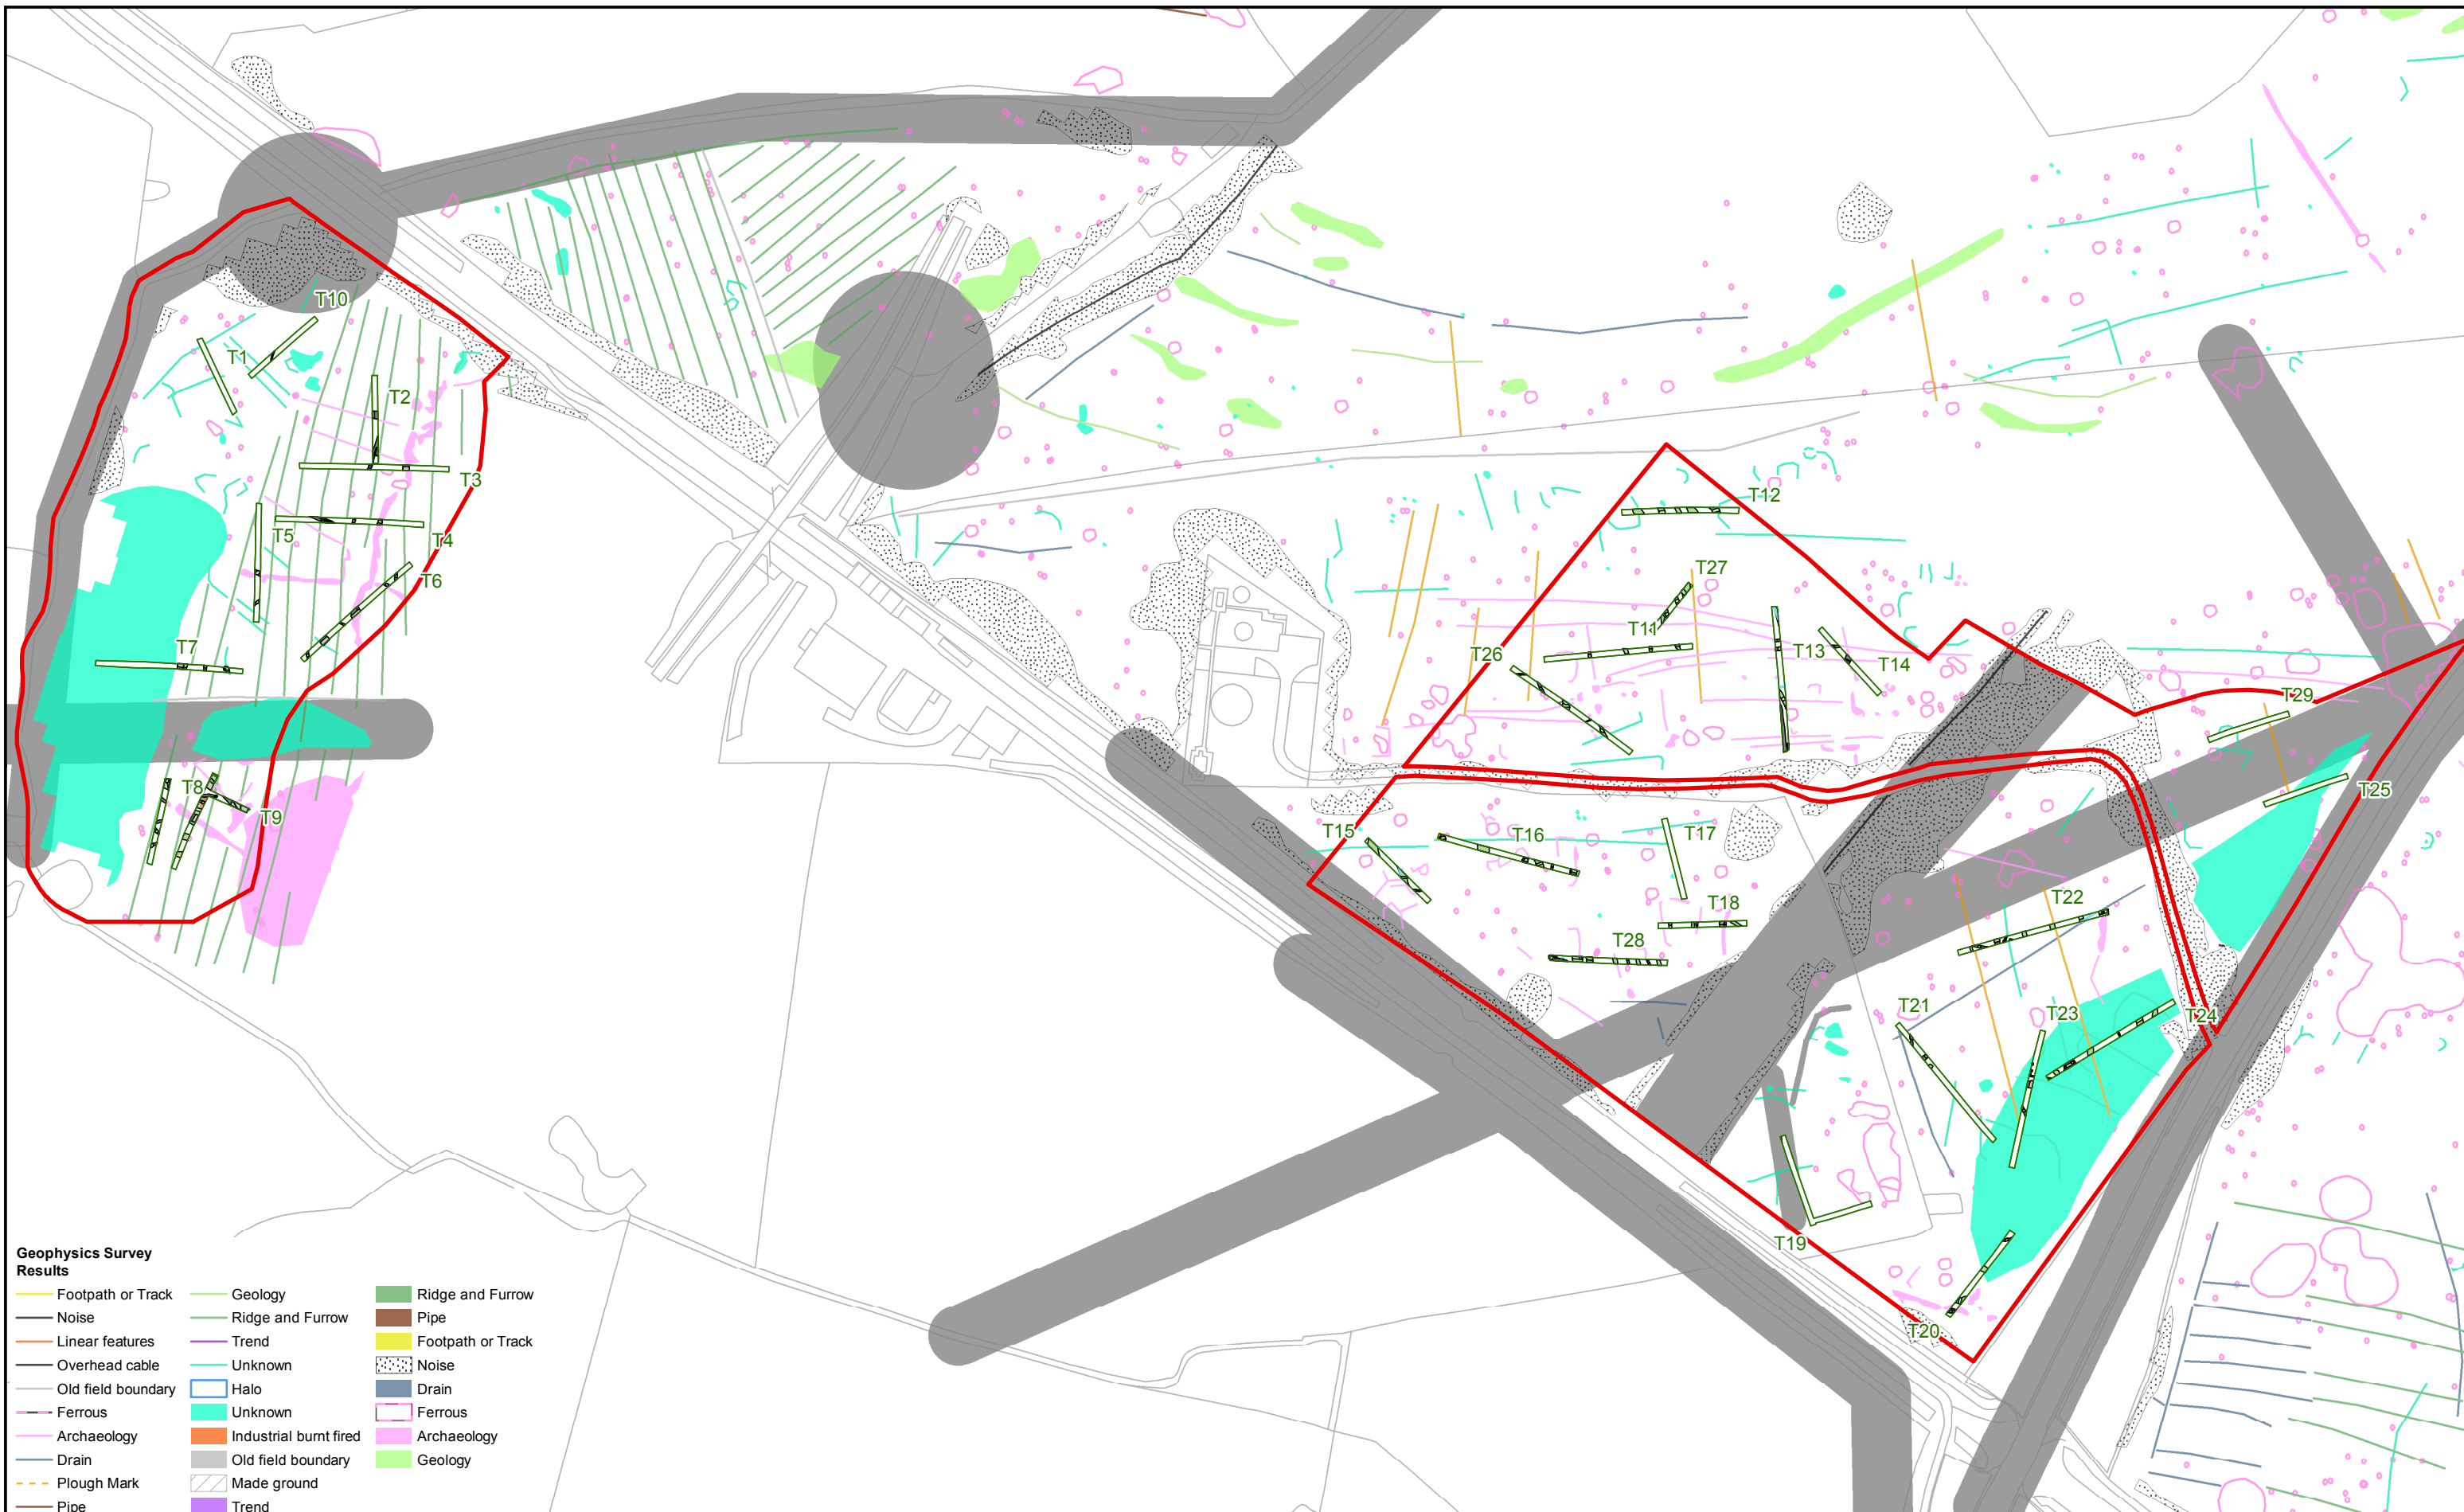 T10
T1
T2
T3
T5
T4
T6
T7
T8
T9
T12
T27
T11
T26
T13
T14
T29
T25
T15
T16
T17
T18
T28
T22
T21
T23
T24
T19
T20
Geophysics Survey
Results
Footpath or Track
Noise
Linear features
Overhead cable
Old field boundary
Ferrous
Archaeology
Drain
Plough Mark
Pipe
Geology
Ridge and Furrow
Trend
Unknown
Halo
Unknown
Industrial burnt fired
Old field boundary
Made ground
Trend
Ridge and Furrow
Pipe
Footpath or Track
Noise
Drain
Ferrous
Archaeology
Geology